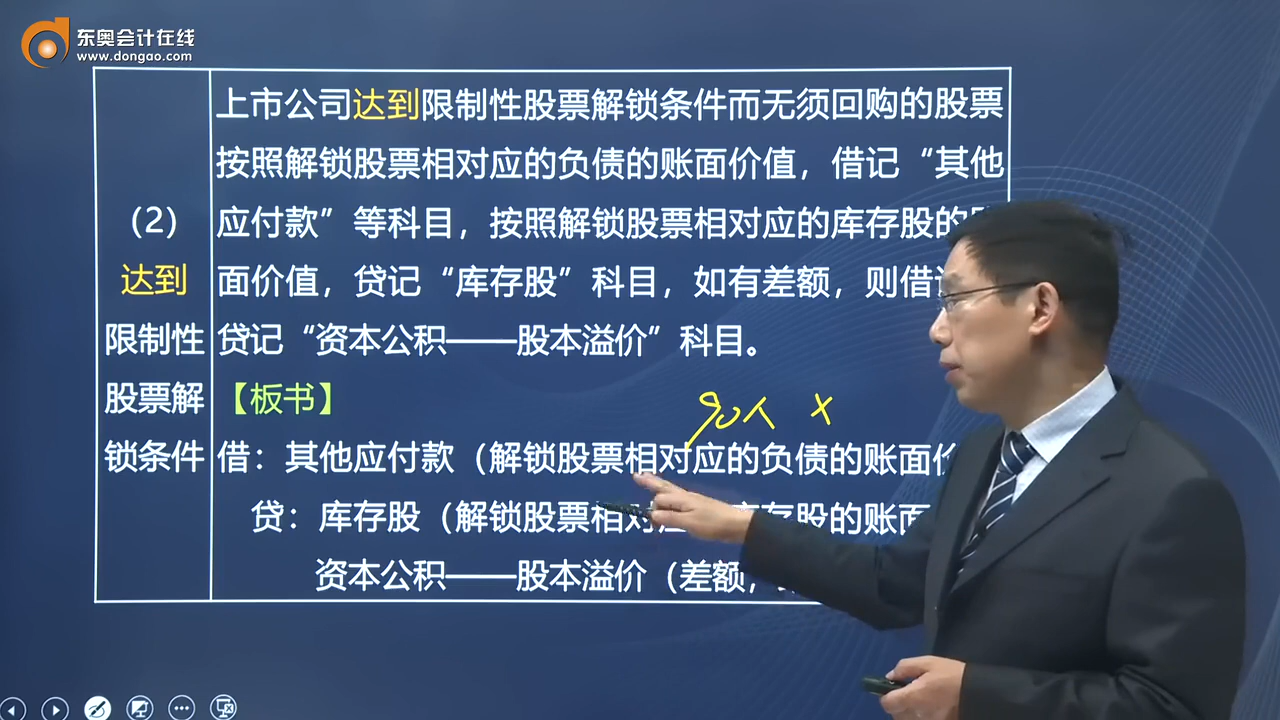 东奥会计在线
www.dongao.com
上市公司达到限制性股票解锁条件而无须回购的股票
按照解锁股票相对应的负债的账面价值，借记“其他
应付款”等科目，按照解锁股票相对应的库存股的
面价值，贷记“库存股”科目，如有差额，则借
贷记“资本公积——股本溢价”科目。
（2）
达到
限制性
股票解
锁条件
【板书】
90人 ×
借：其他应付款（解锁股票相对应的负债的账面
贷：库存股（解锁股票相对 库存股的账面
资本公积——股本溢价（差额，